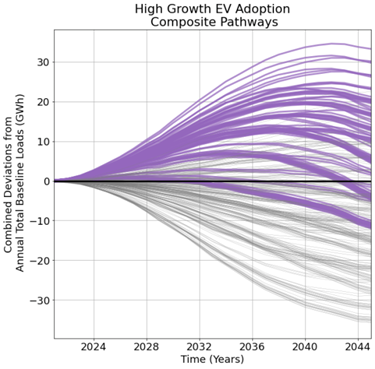 High Growth EV Adoption
Composite Pathways
Combined Deviations from
Annual Total Baseline Loads (GWh)
30
20
10
0
−10
−20
−30
2024 2028 2032 2036 2040 2044
Time (Years)